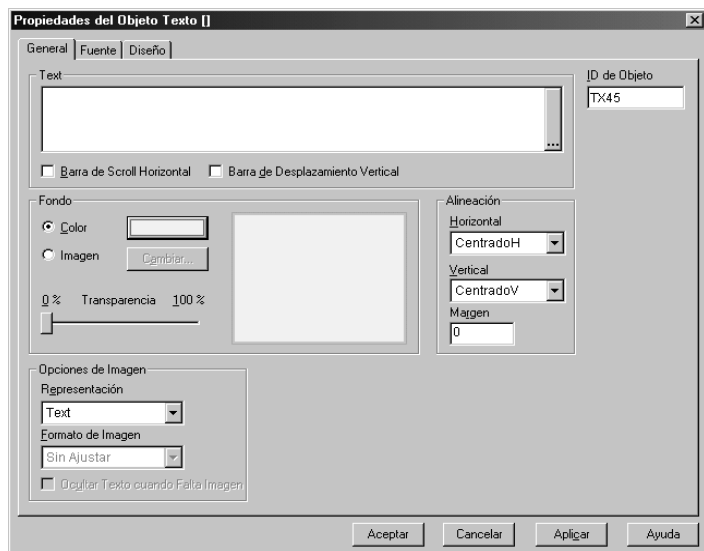 Propiedades del Objeto Texto []
General Fuente Diseño
Text
...
Barra de Scroll Horizontal Barra de Desplazamiento Vertical
ID de Objeto
TX45
Fondo
Color
Imagen Cambiar...
0 % Transparencia 100 %
Alineación
Horizontal
CentradoH
Vertical
CentradoV
Margen
0
Opciones de Imagen
Representación
Text
Formato de Imagen
Sin Ajustar
Ocultar Texto cuando Falta Imagen
Aceptar Cancelar Aplicar Ayuda